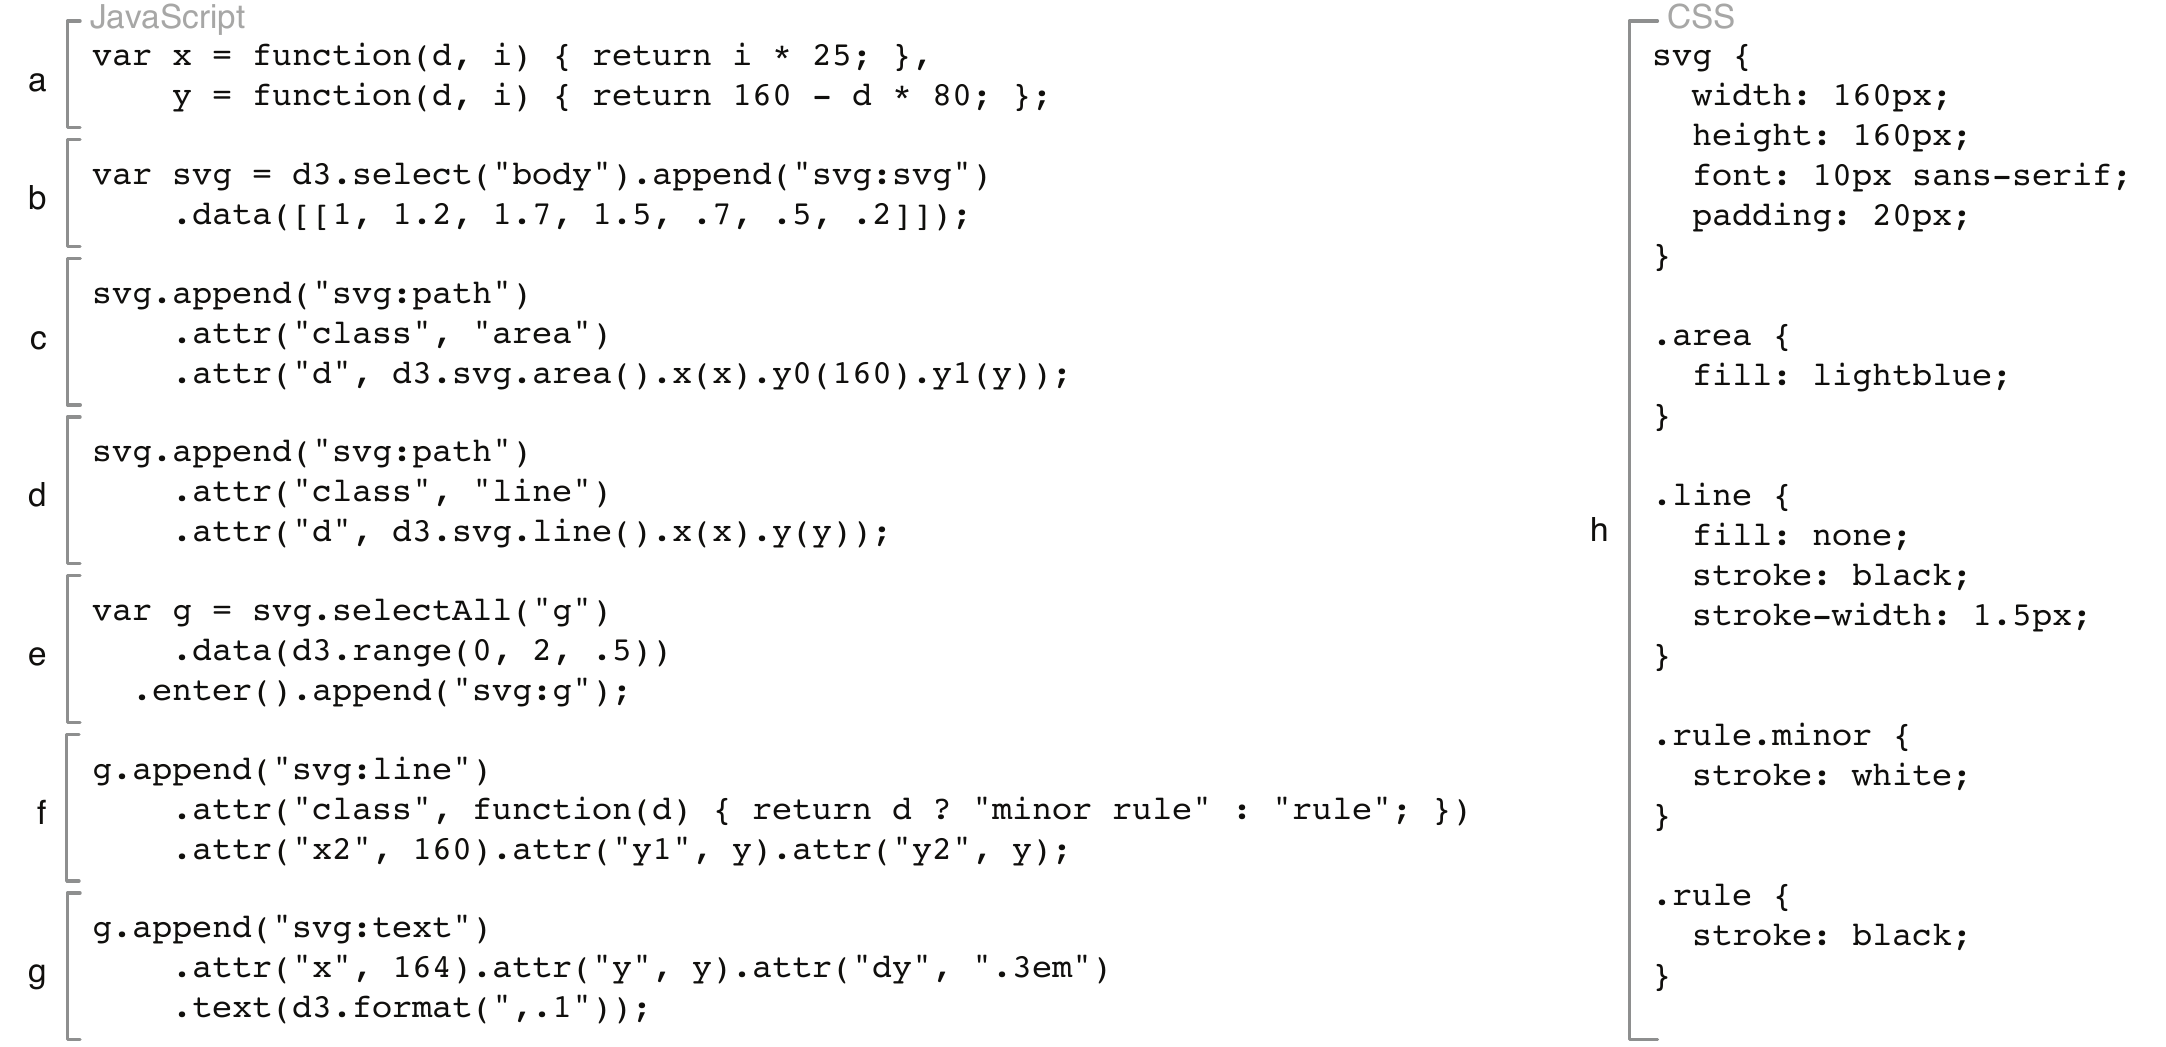 JavaScript
a
var x = function(d, i) { return i * 25; },
    y = function(d, i) { return 160 - d * 80; };
b
var svg = d3.select("body").append("svg:svg")
    .data([[1, 1.2, 1.7, 1.5, .7, .5, .2]]);
c
svg.append("svg:path")
    .attr("class", "area")
    .attr("d", d3.svg.area().x(x).y0(160).y1(y));
d
svg.append("svg:path")
    .attr("class", "line")
    .attr("d", d3.svg.line().x(x).y(y));
e
var g = svg.selectAll("g")
    .data(d3.range(0, 2, .5))
  .enter().append("svg:g");
f
g.append("svg:line")
    .attr("class", function(d) { return d ? "minor rule" : "rule"; })
    .attr("x2", 160).attr("y1", y).attr("y2", y);
g
g.append("svg:text")
    .attr("x", 164).attr("y", y).attr("dy", ".3em")
    .text(d3.format(",.1"));
CSS
h
svg {
  width: 160px;
  height: 160px;
  font: 10px sans-serif;
  padding: 20px;
}
.area {
  fill: lightblue;
}
.line {
  fill: none;
  stroke: black;
  stroke-width: 1.5px;
}
.rule.minor {
  stroke: white;
}
.rule {
  stroke: black;
}